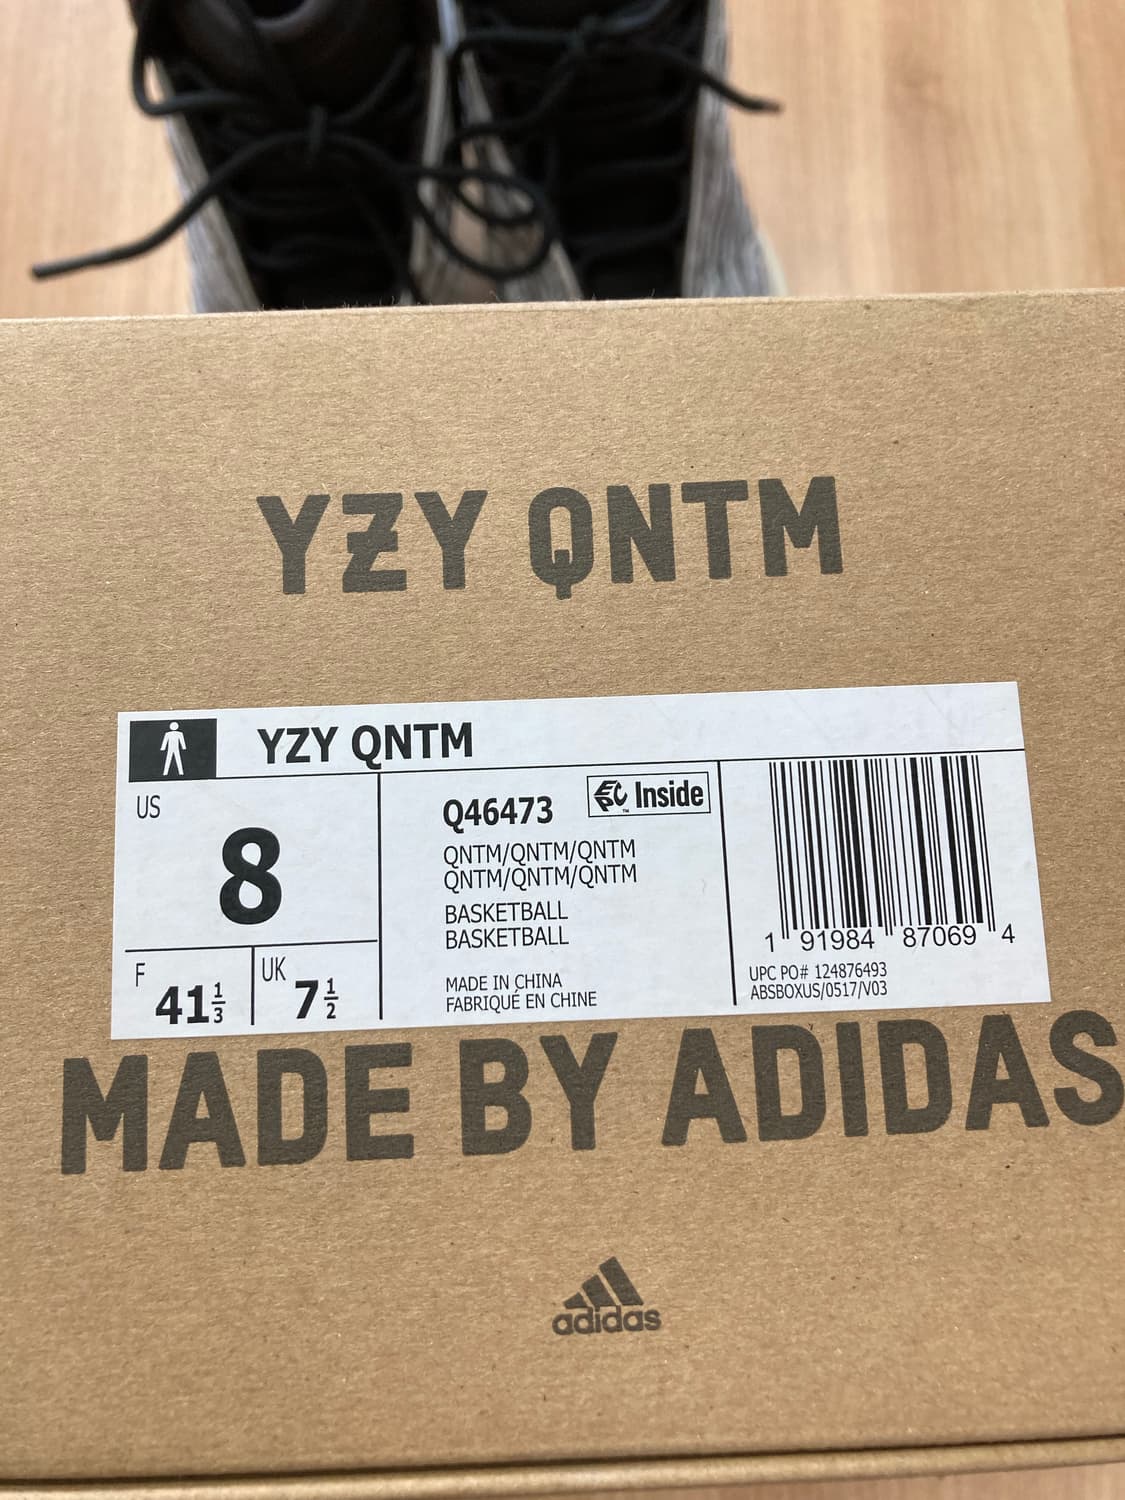 YZY QNTM
YZY QNTM
US
8
F 41 1/3
UK 7 1/2
Q46473
EPC Inside
™
QNTM/QNTM/QNTM
QNTM/QNTM/QNTM
BASKETBALL
BASKETBALL
MADE IN CHINA
FABRIQUÉ EN CHINE
1 91984 87069 4
UPC PO# 124876493
ABSBOXUS/0517/V03
MADE BY ADIDAS
adidas